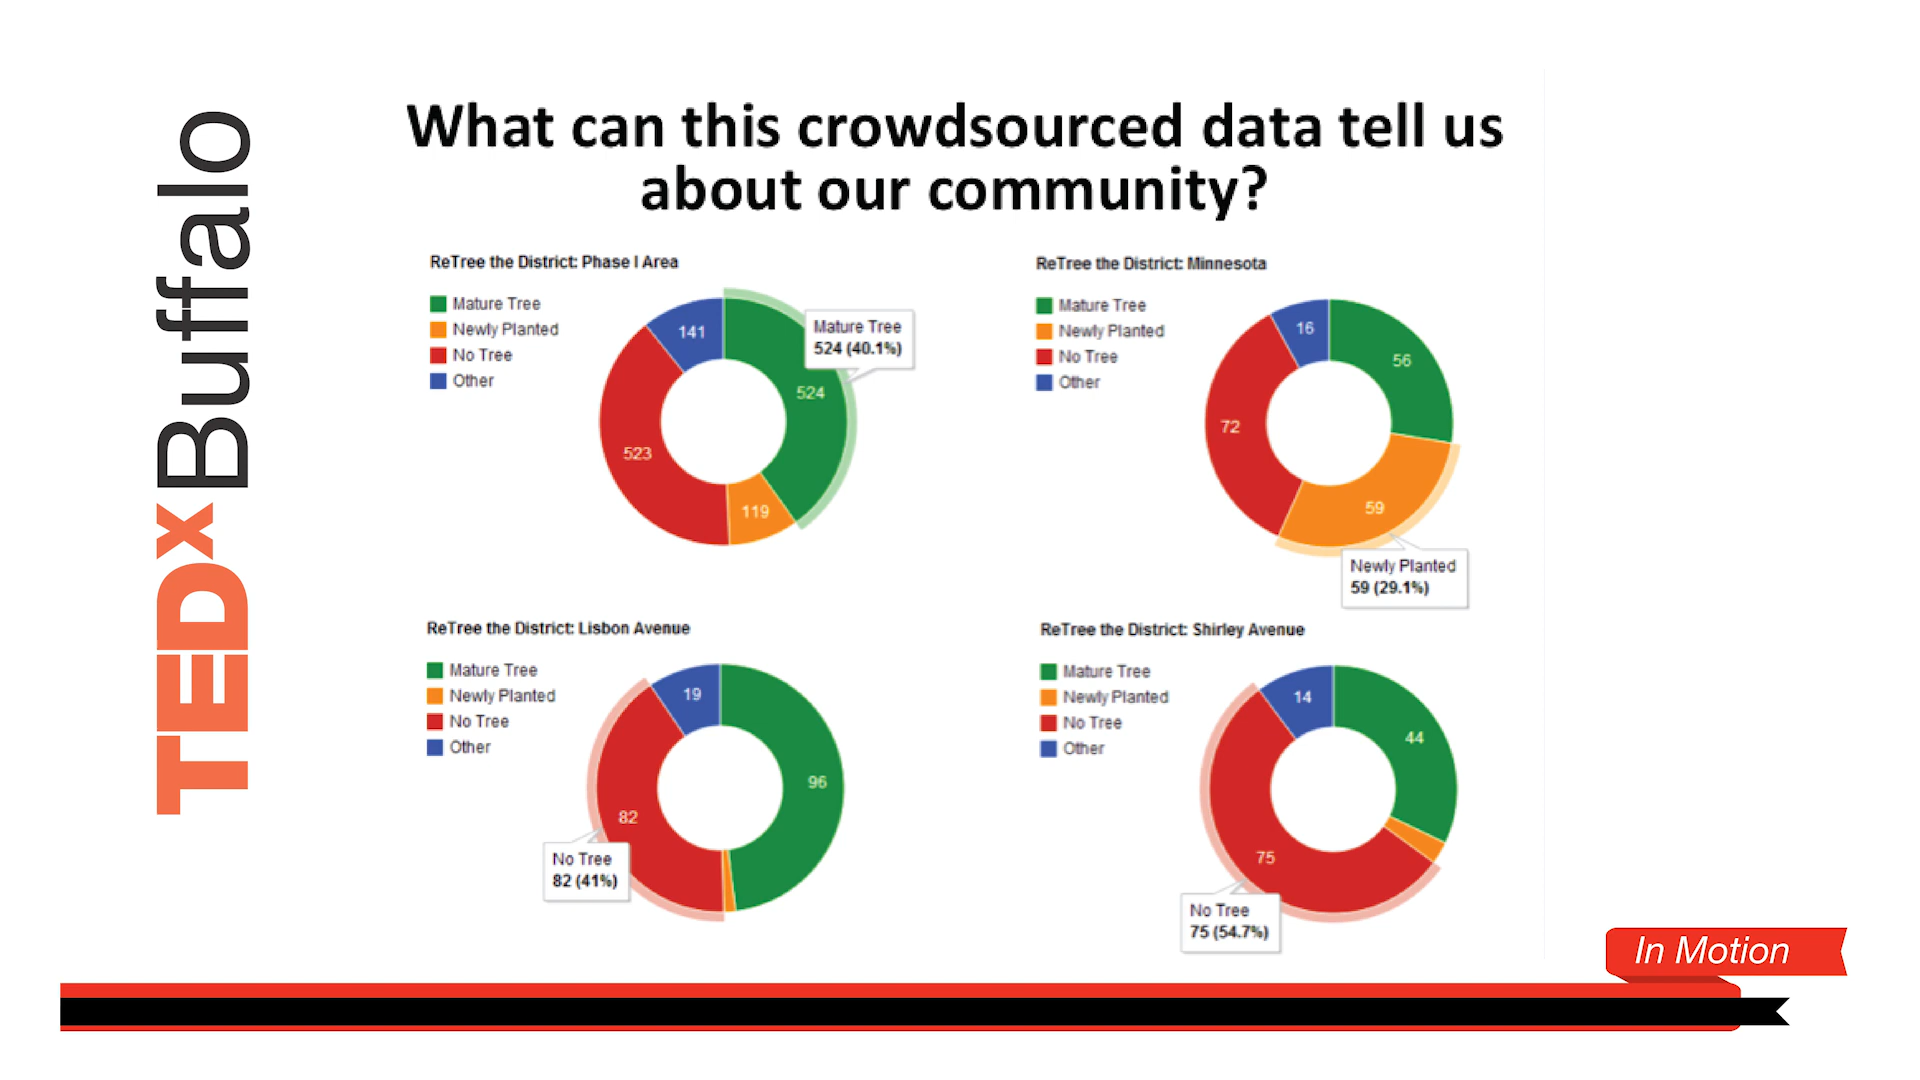 TEDxBuffalo
What can this crowdsourced data tell us
about our community?
ReTree the District: Phase I Area
Mature Tree
Newly Planted
No Tree
Other
141
524
523
119
Mature Tree
524 (40.1%)
ReTree the District: Minnesota
Mature Tree
Newly Planted
No Tree
Other
16
56
72
59
Newly Planted
59 (29.1%)
ReTree the District: Lisbon Avenue
Mature Tree
Newly Planted
No Tree
Other
19
96
82
No Tree
82 (41%)
ReTree the District: Shirley Avenue
Mature Tree
Newly Planted
No Tree
Other
14
44
75
No Tree
75 (54.7%)
In Motion